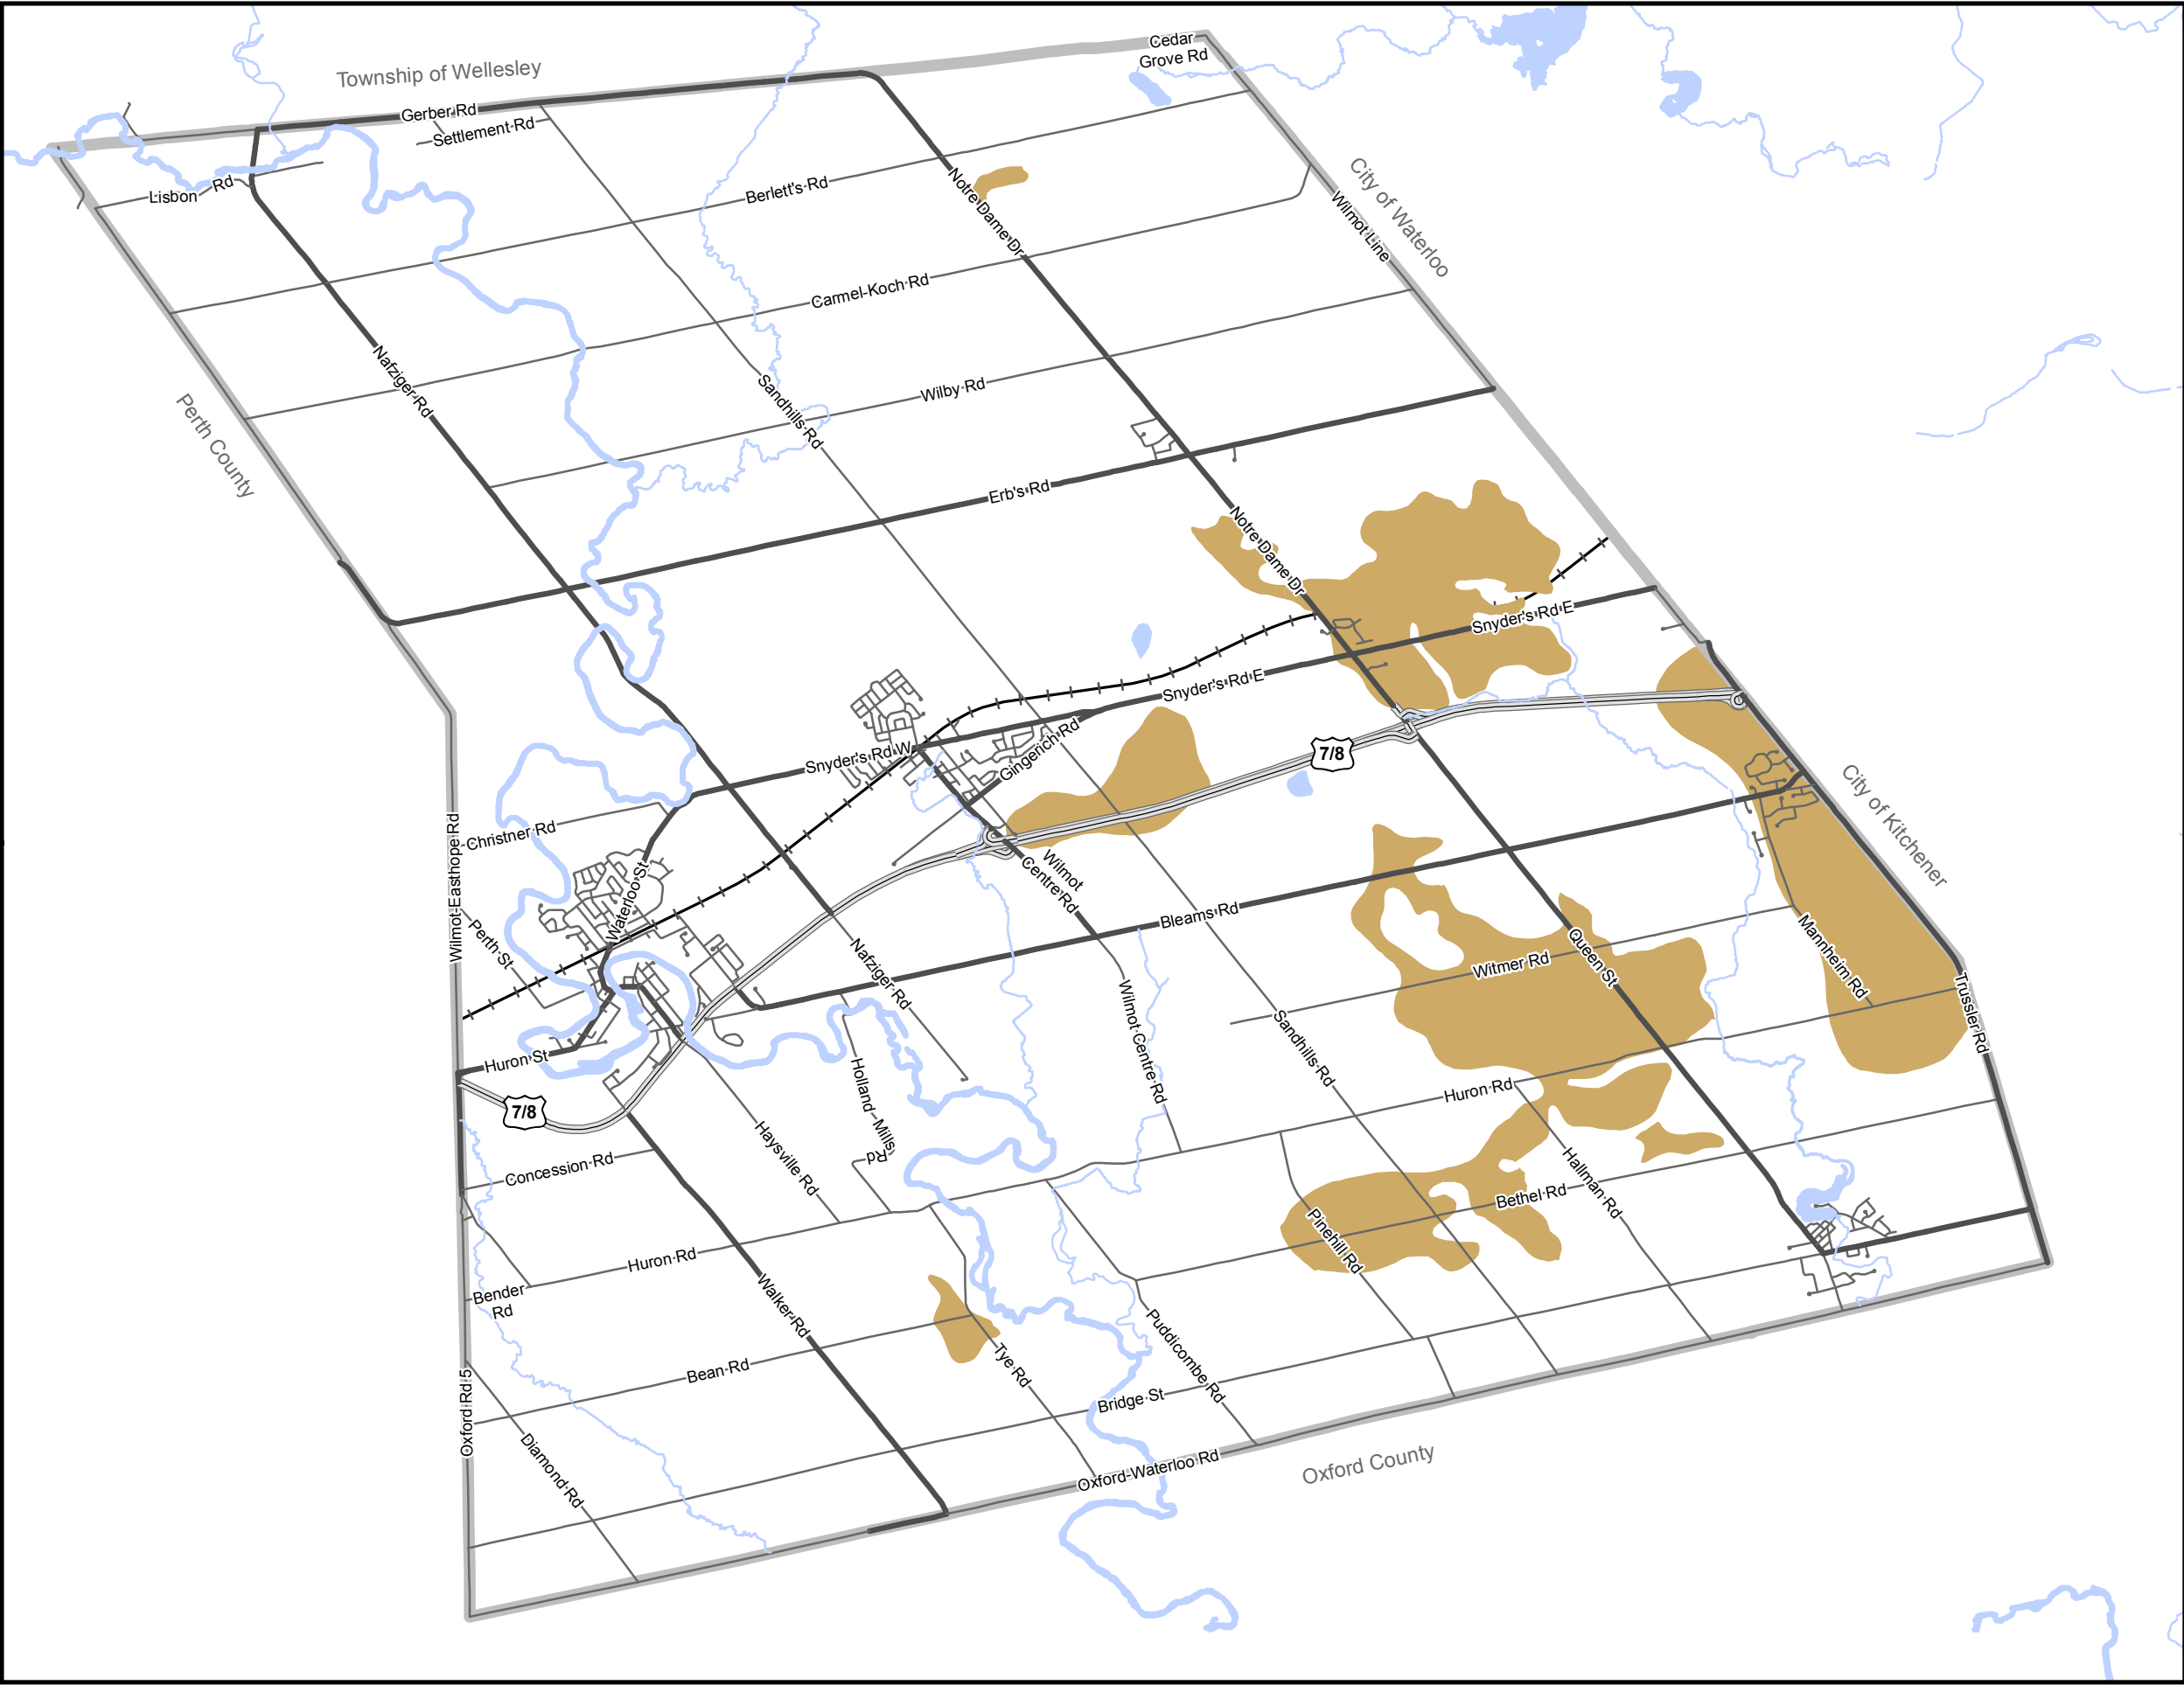 Cedar
Grove Rd
Township of Wellesley
Gerber Rd
Settlement Rd
Lisbon Rd
Berlett's Rd
Notre Dame Dr
City of Waterloo
Wilmot Line
Carmel-Koch Rd
Nafziger Rd
Sandhills Rd
Wilby Rd
Perth County
Erb's Rd
Notre Dame Dr
Snyder's Rd E
Snyder's Rd E
Snyder's Rd W
Gingerich Rd
7/8
City of Kitchener
Christner Rd
Wilmot-Easthope Rd
Waterloo St
Wilmot
Centre Rd
Bleams Rd
Perth St
Nafziger Rd
Queen St
Witmer Rd
Mannheim Rd
Trussler Rd
Wilmot Centre Rd
Sandhills Rd
Huron St
7/8
Holland Mills
Rd
Huron Rd
Haysville Rd
Concession Rd
Hallman Rd
Bethel Rd
Pinehill Rd
Huron Rd
Bender
Rd
Walker Rd
Tye Rd
Puddicombe Rd
Bean Rd
Bridge St
Oxford Rd 5
Diamond Rd
Oxford-Waterloo Rd
Oxford County